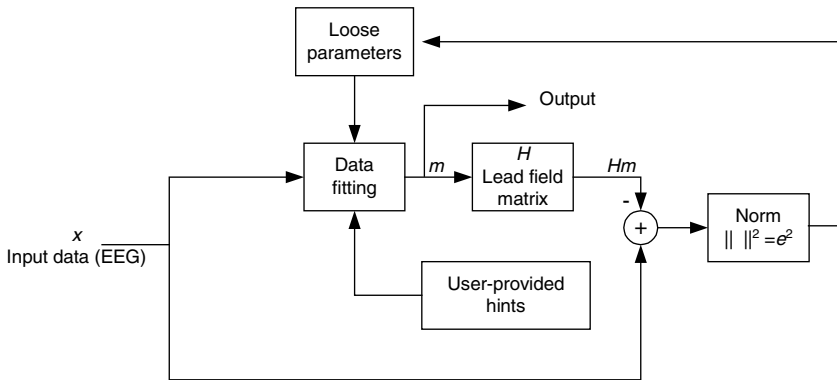 Loose
parameters
Output
Data
fitting
m
H
Lead field
matrix
Hm
-
+
Norm
|| ||² =e²
x
Input data (EEG)
User-provided
hints